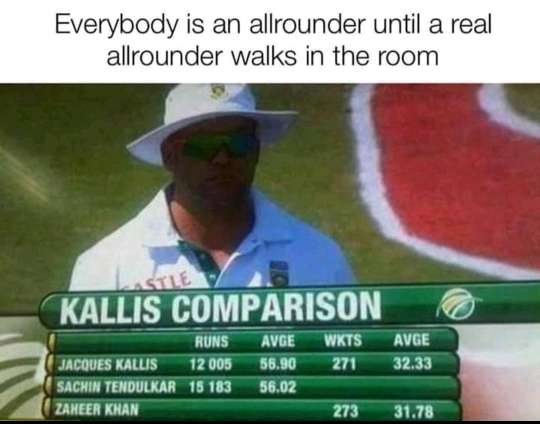 Everybody is an allrounder until a real
allrounder walks in the room
CASTLE
KALLIS COMPARISON
RUNS AVGE WKTS AVGE
JACQUES KALLIS 12 005 56.90 271 32.33
SACHIN TENDULKAR 15 183 56.02
ZAHEER KHAN 273 31.78